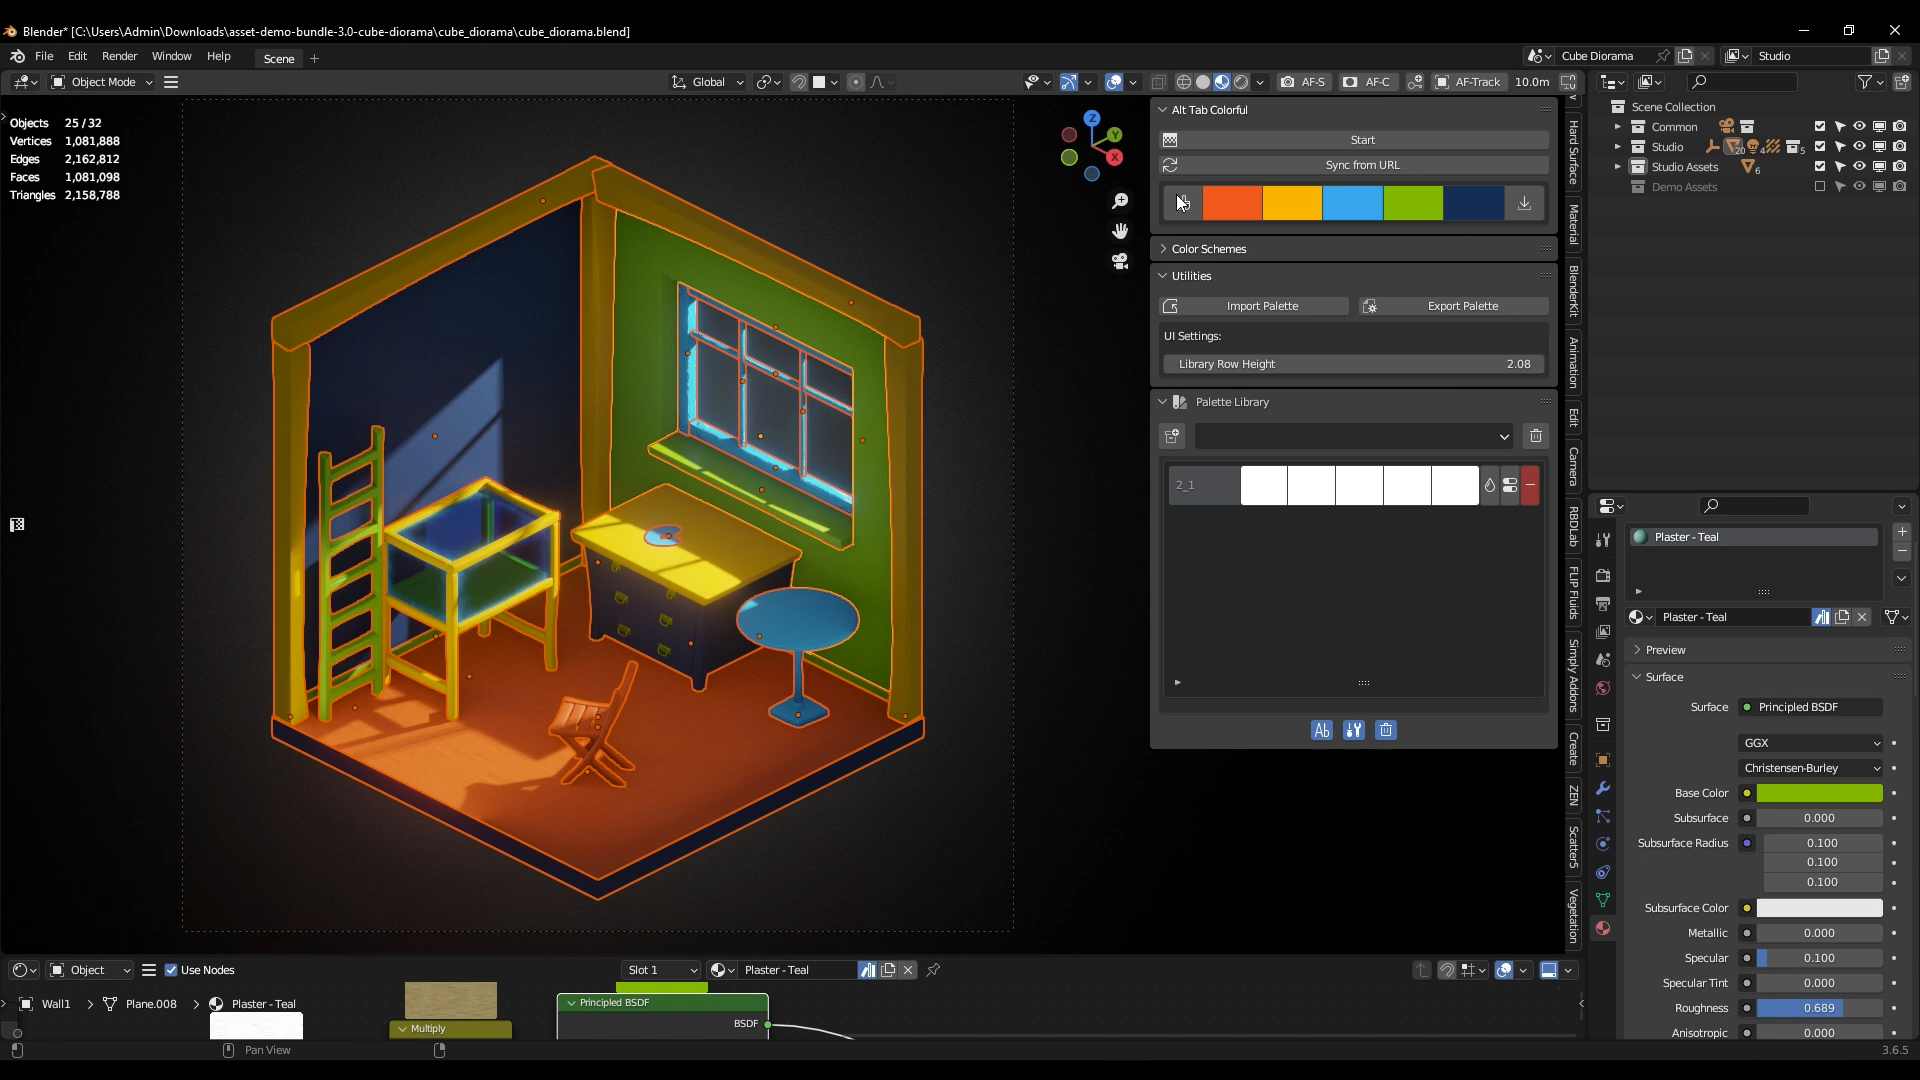 Blender* [C:\Users\Admin\Downloads\asset-demo-bundle-3.0-cube-diorama\cube_diorama\cube_diorama.blend]
File Edit Render Window Help Scene + Cube Diorama Studio
Object Mode Global AF-S AF-C AF-Track 10.0m
Objects 25 / 32
Vertices 1,081,888
Edges 2,162,812
Faces 1,081,098
Triangles 2,158,788
Z
Y
X
Alt Tab Colorful
Start
Sync from URL
Color Schemes
Utilities
Import Palette Export Palette
UI Settings:
Library Row Height 2.08
Palette Library
2_1
Ab
Hard Surface
Material
BlenderKit
Animation
Edit
Camera
RBDLab
FLIP Fluids
Simply Addons
Create
ZEN
Scatter5
Vegetation
Scene Collection
Common
Studio 20 4 5
Studio Assets 6
Demo Assets
Plaster - Teal
Plaster - Teal
Preview
Surface
Surface Principled BSDF
GGX
Christensen-Burley
Base Color
Subsurface 0.000
Subsurface Radius 0.100
0.100
0.100
Subsurface Color
Metallic 0.000
Specular 0.100
Specular Tint 0.000
Roughness 0.689
Anisotropic 0.000
Object Use Nodes Slot 1 Plaster - Teal
Wall1 > Plane.008 > Plaster - Teal
Principled BSDF
BSDF
Multiply
Pan View
3.6.5